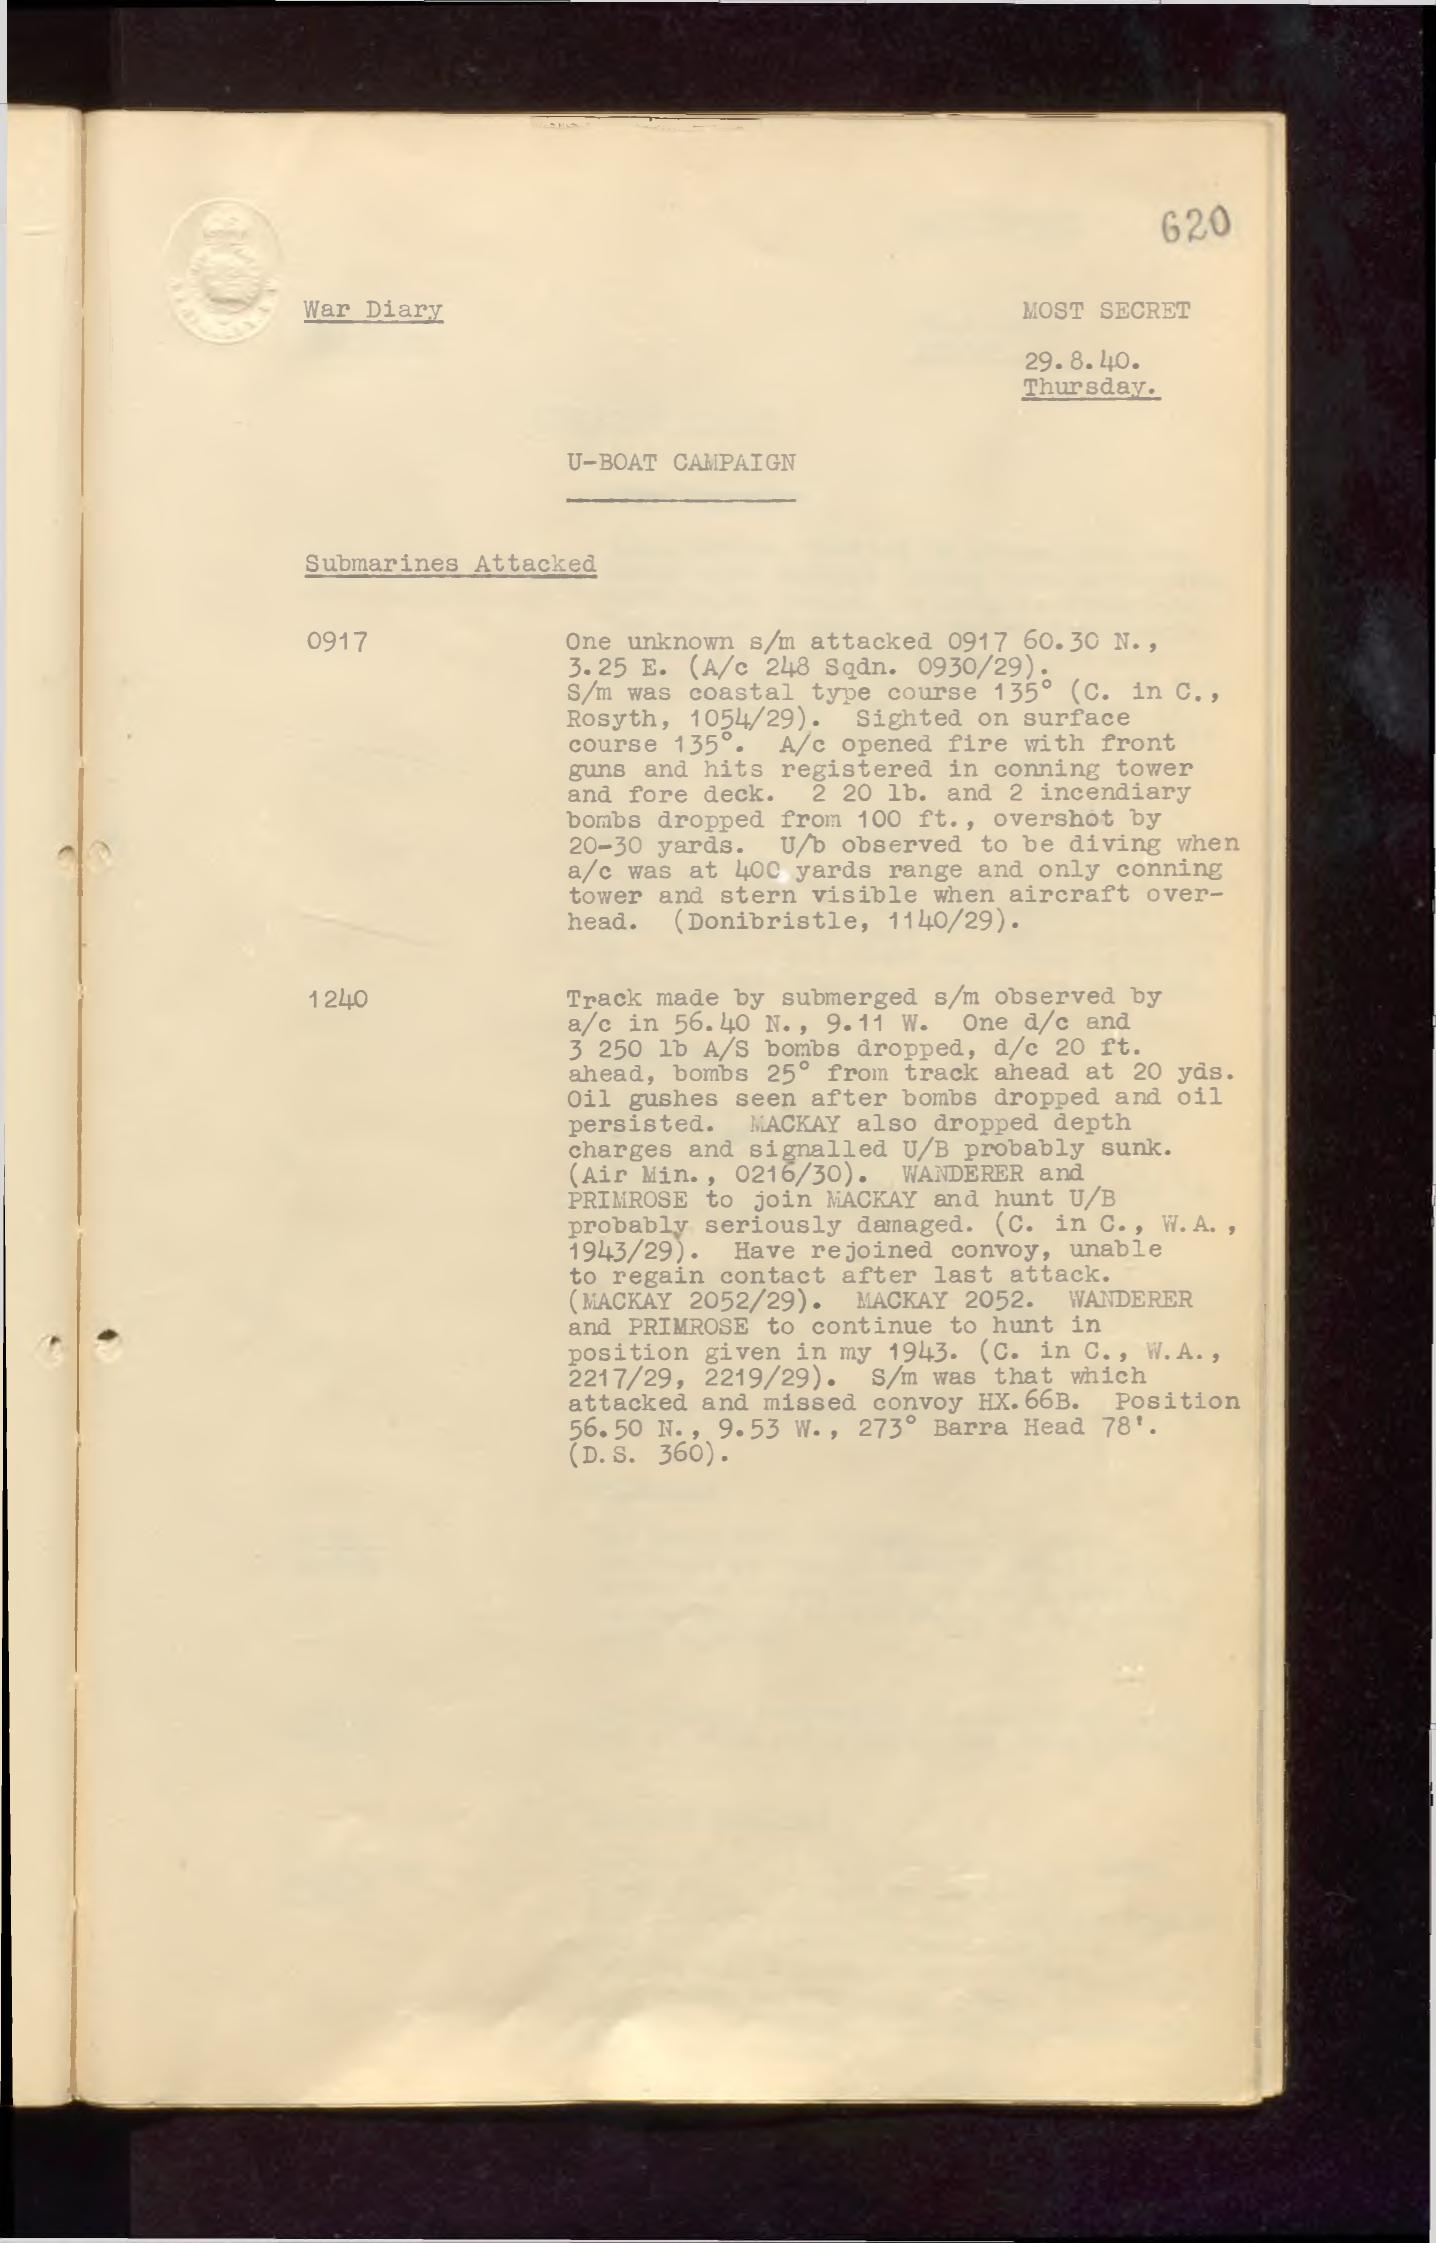 620
War Diary
MOST SECRET
29.8.40.
Thursday.
U-BOAT CAMPAIGN
Submarines Attacked
0917
One unknown s/m attacked 0917 60.30 N.,
3.25 E. (A/c 248 Sqdn. 0930/29).
S/m was coastal type course 135° (C. in C.,
Rosyth, 1054/29). Sighted on surface
course 135°. A/c opened fire with front
guns and hits registered in conning tower
and fore deck. 2 20 lb. and 2 incendiary
bombs dropped from 100 ft., overshot by
20-30 yards. U/b observed to be diving when
a/c was at 400 yards range and only conning
tower and stern visible when aircraft over-
head. (Donibristle, 1140/29).
1240
Track made by submerged s/m observed by
a/c in 56.40 N., 9.11 W. One d/c and
3 250 lb A/S bombs dropped, d/c 20 ft.
ahead, bombs 25° from track ahead at 20 yds.
Oil gushes seen after bombs dropped and oil
persisted. MACKAY also dropped depth
charges and signalled U/B probably sunk.
(Air Min., 0216/30). WANDERER and
PRIMROSE to join MACKAY and hunt U/B
probably seriously damaged. (C. in C., W.A.,
1943/29). Have rejoined convoy, unable
to regain contact after last attack.
(MACKAY 2052/29). MACKAY 2052. WANDERER
and PRIMROSE to continue to hunt in
position given in my 1943. (C. in C., W.A.,
2217/29, 2219/29). S/m was that which
attacked and missed convoy HX.66B. Position
56.50 N., 9.53 W., 273° Barra Head 78'.
(D.S. 360).